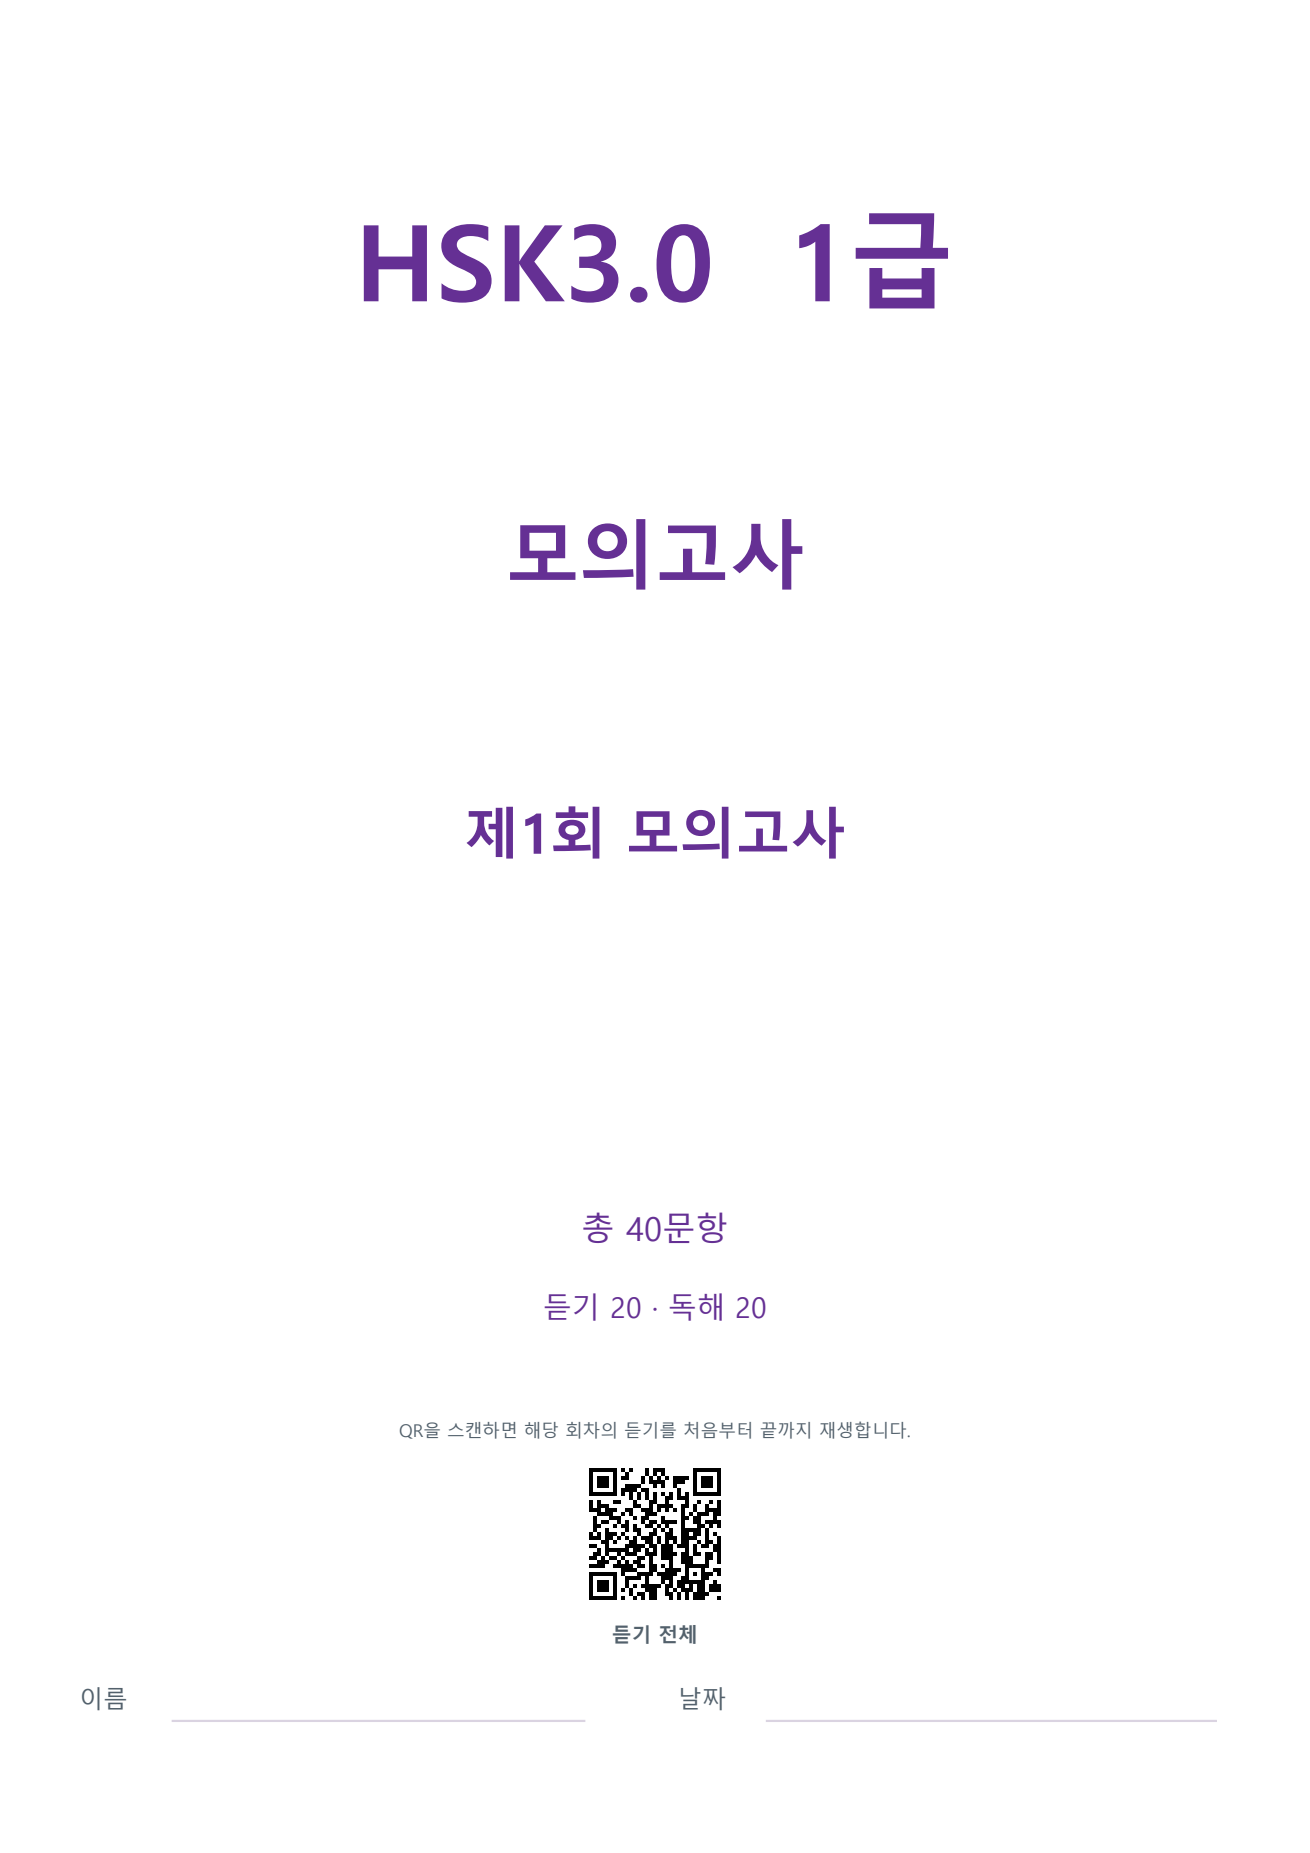 HSK3.0 1급
모의고사
제1회 모의고사
총 40문항
듣기 20 · 독해 20
QR을 스캔하면 해당 회차의 듣기를 처음부터 끝까지 재생합니다.
듣기 전체
이름 날짜